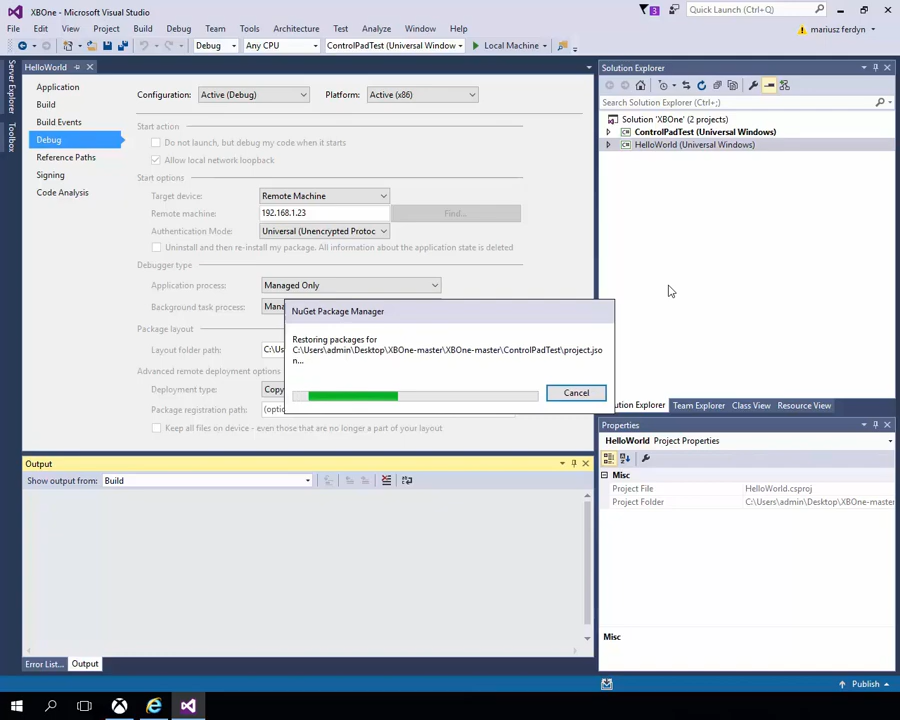 XBOne - Microsoft Visual Studio
3
Quick Launch (Ctrl+Q)
File Edit View Project Build Debug Team Tools Architecture Test Analyze Window Help
mariusz ferdyn
Debug Any CPU ControlPadTest (Universal Window Local Machine
Server Explorer
Toolbox
HelloWorld
Application
Build
Build Events
Debug
Reference Paths
Signing
Code Analysis
Configuration: Active (Debug) Platform: Active (x86)
Start action
Do not launch, but debug my code when it starts
Allow local network loopback
Start options
Target device: Remote Machine
Remote machine: 192.168.1.23 Find...
Authentication Mode: Universal (Unencrypted Protoc
Uninstall and then re-install my package. All information about the application state is deleted
Debugger type
Application process: Managed Only
Background task process: Mana
Package layout
Layout folder path: C:\Us
Advanced remote deployment options
Deployment type: Copy
Package registration path: (optio
Keep all files on device - even those that are no longer a part of your layout
NuGet Package Manager
Restoring packages for
C:\Users\admin\Desktop\XBOne-master\XBOne-master\ControlPadTest\project.jso
n...
Cancel
Solution Explorer
Search Solution Explorer (Ctrl+;)
Solution 'XBOne' (2 projects)
ControlPadTest (Universal Windows)
HelloWorld (Universal Windows)
ution Explorer Team Explorer Class View Resource View
Properties
HelloWorld Project Properties
Misc
Project File HelloWorld.csproj
Project Folder C:\Users\admin\Desktop\XBOne-master
Misc
Output
Show output from: Build
Error List... Output
Publish